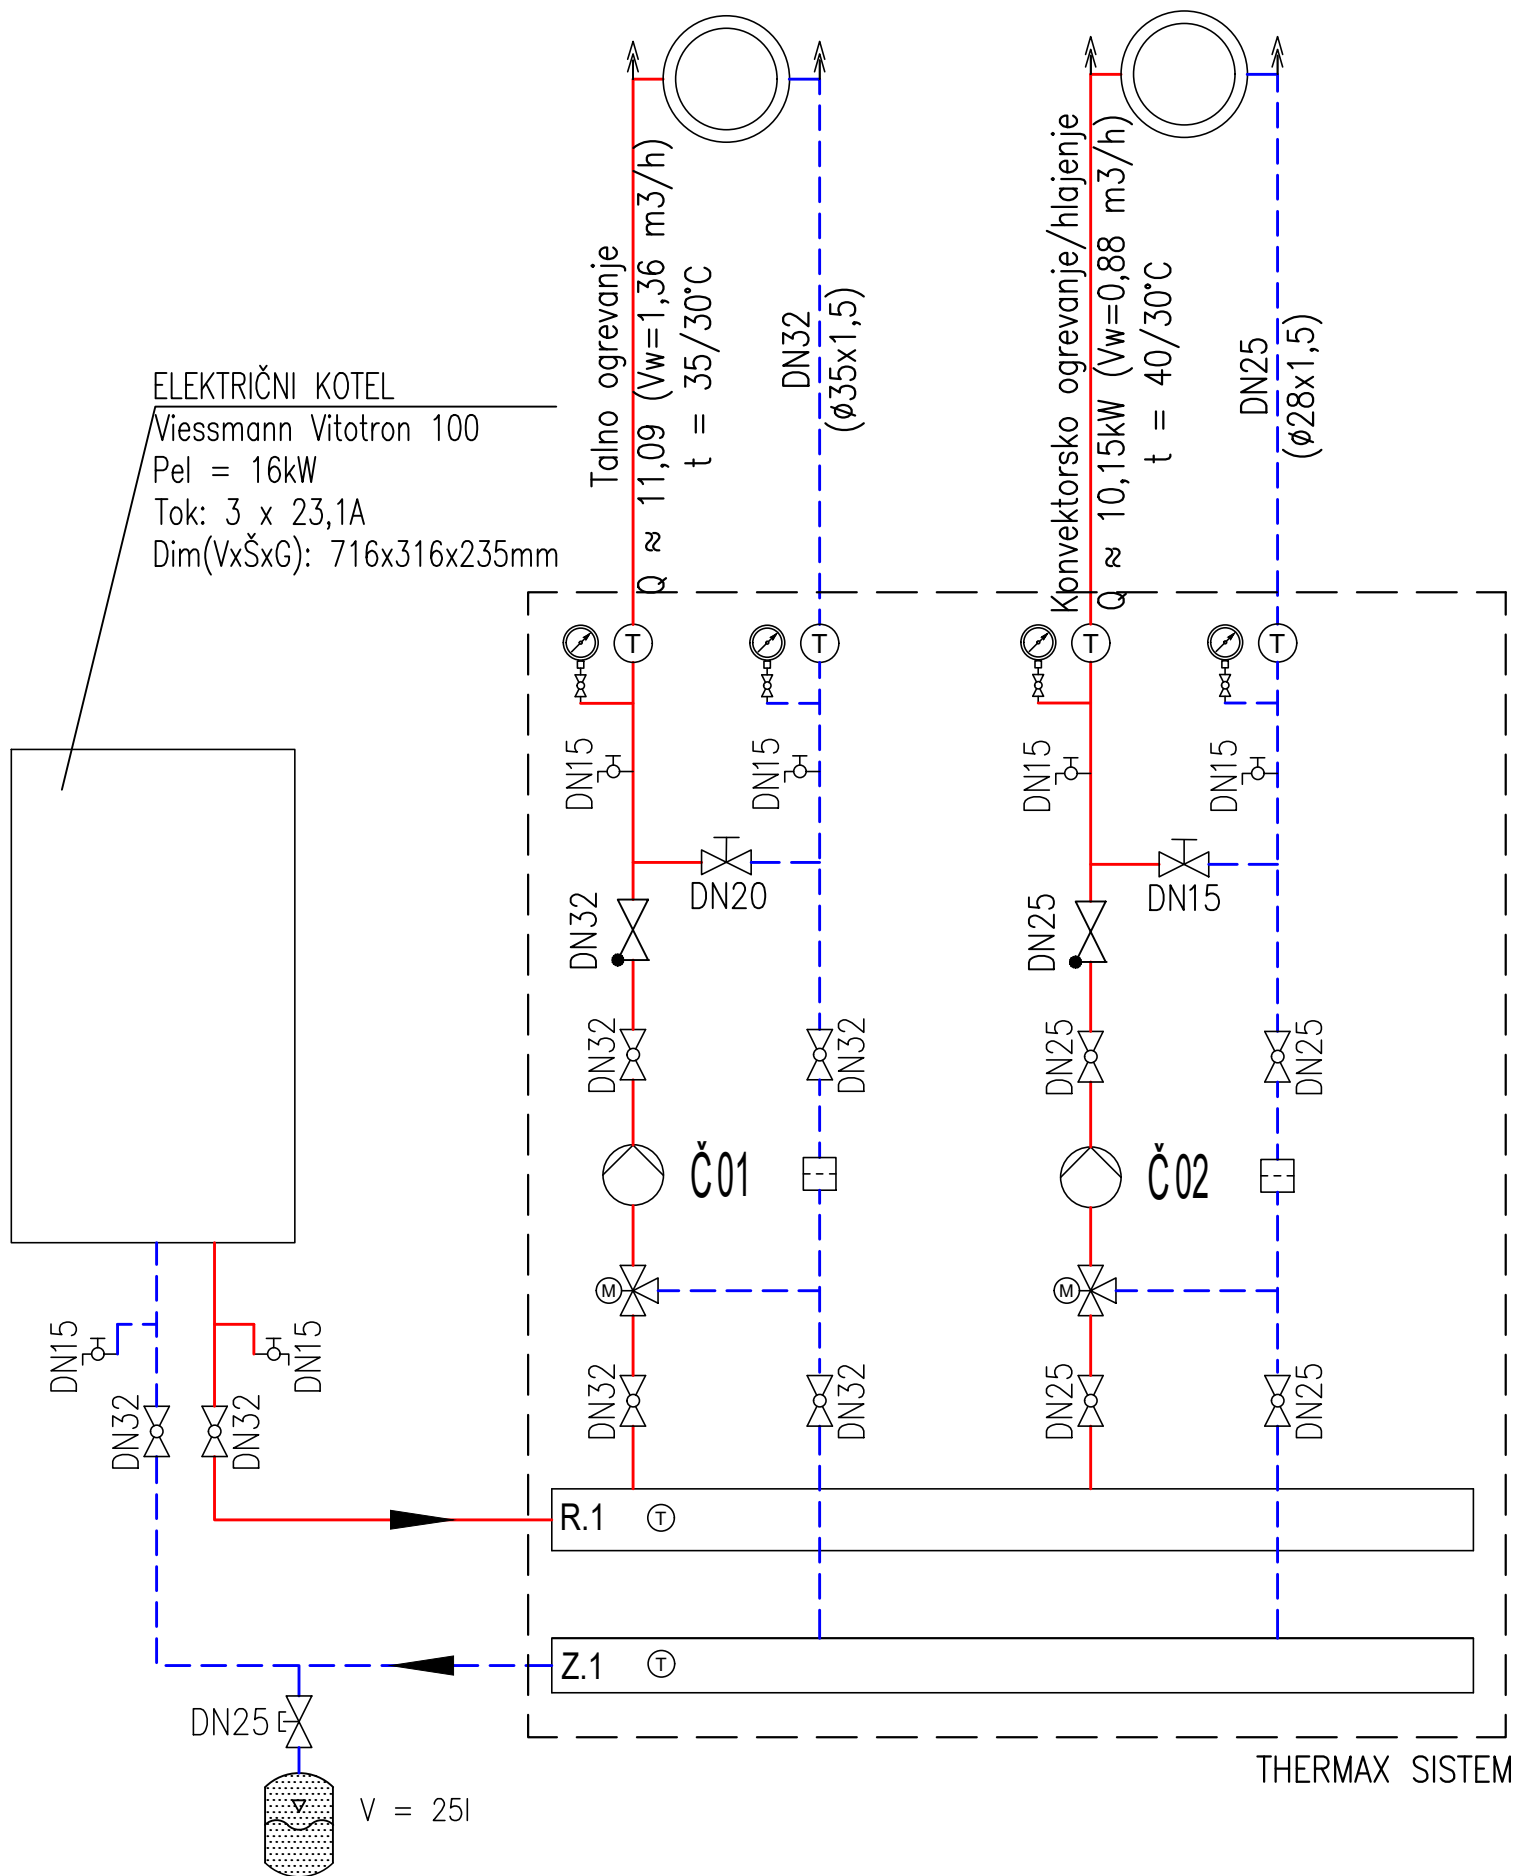 Talno ogrevanje
Q ≈ 11,09 (Vw=1,36 m3/h)
t = 35/30°C
DN32
(ø35x1,5)
Konvektorsko ogrevanje/hlajenje
Q ≈ 10,15kW (Vw=0,88 m3/h)
t = 40/30°C
DN25
(ø28x1,5)
ELEKTRIČNI KOTEL
Viessmann Vitotron 100
Pel = 16kW
Tok: 3 x 23,1A
Dim(VxŠxG): 716x316x235mm
T
T
T
T
DN15
DN15
DN15
DN15
DN20
DN15
DN32
DN25
DN32
DN32
DN25
DN25
Č01
Č02
M
M
DN15
DN15
DN32
DN32
DN32
DN32
DN25
DN25
R.1
T
Z.1
T
DN25
THERMAX SISTEM
V = 25l